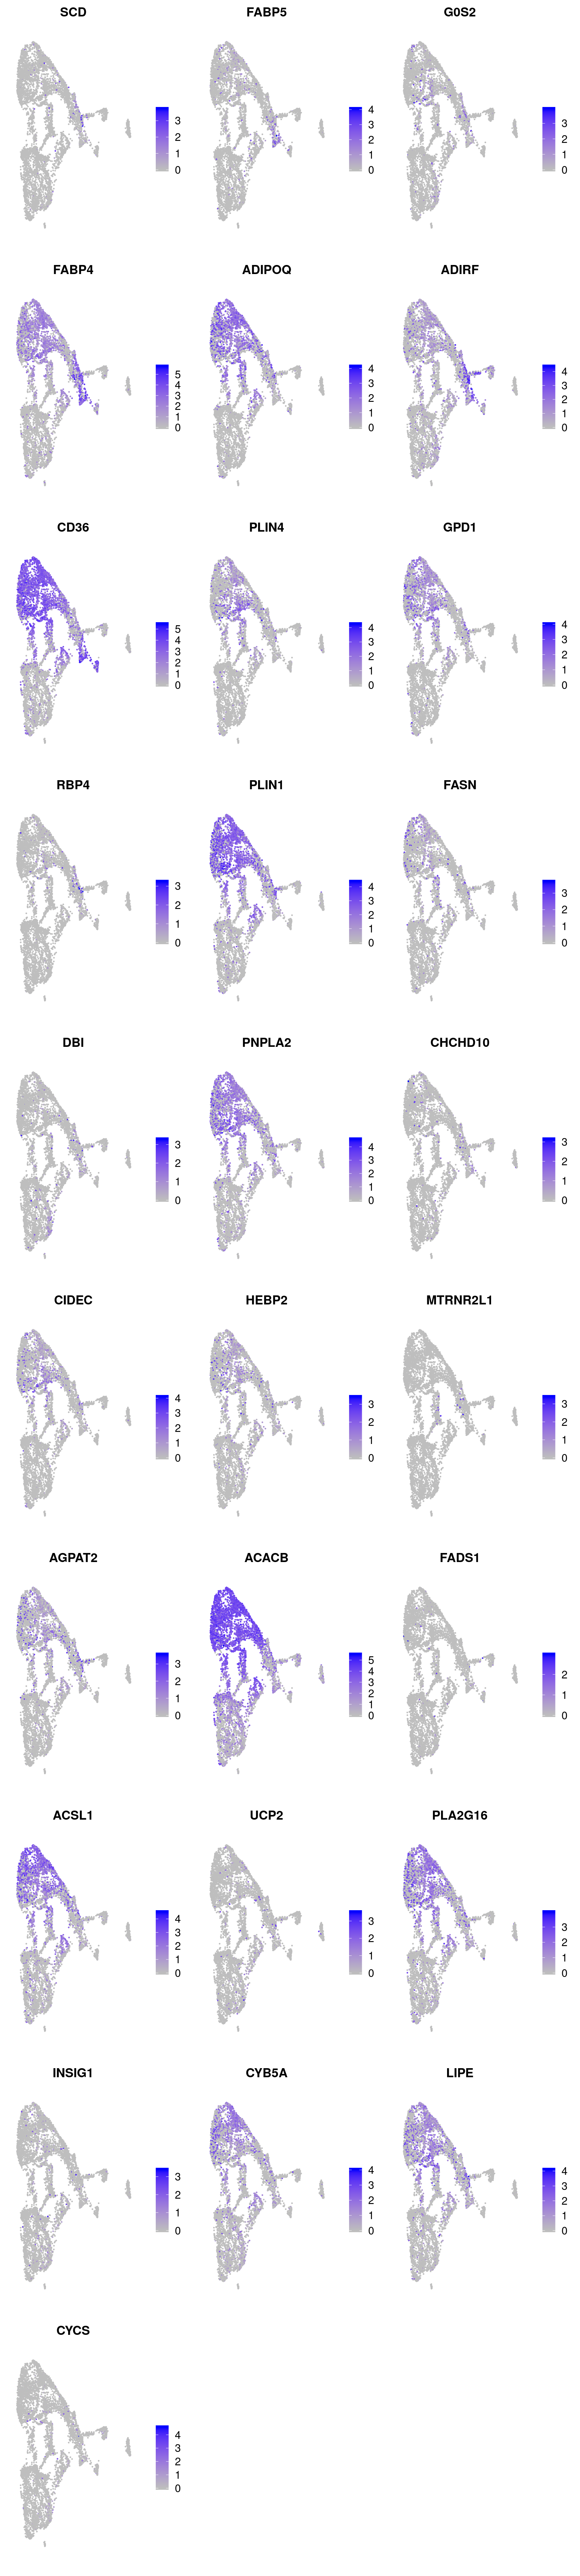 SCD FABP5 G0S2
3 2 1 0
4 3 2 1 0
3 2 1 0
FABP4 ADIPOQ ADIRF
5 4 3 2 1 0
4 3 2 1 0
4 3 2 1 0
CD36 PLIN4 GPD1
5 4 3 2 1 0
4 3 2 1 0
4 3 2 1 0
RBP4 PLIN1 FASN
3 2 1 0
4 3 2 1 0
3 2 1 0
DBI PNPLA2 CHCHD10
3 2 1 0
4 3 2 1 0
3 2 1 0
CIDEC HEBP2 MTRNR2L1
4 3 2 1 0
3 2 1 0
3 2 1 0
AGPAT2 ACACB FADS1
3 2 1 0
5 4 3 2 1 0
2 1 0
ACSL1 UCP2 PLA2G16
4 3 2 1 0
3 2 1 0
3 2 1 0
INSIG1 CYB5A LIPE
3 2 1 0
4 3 2 1 0
4 3 2 1 0
CYCS
4 3 2 1 0